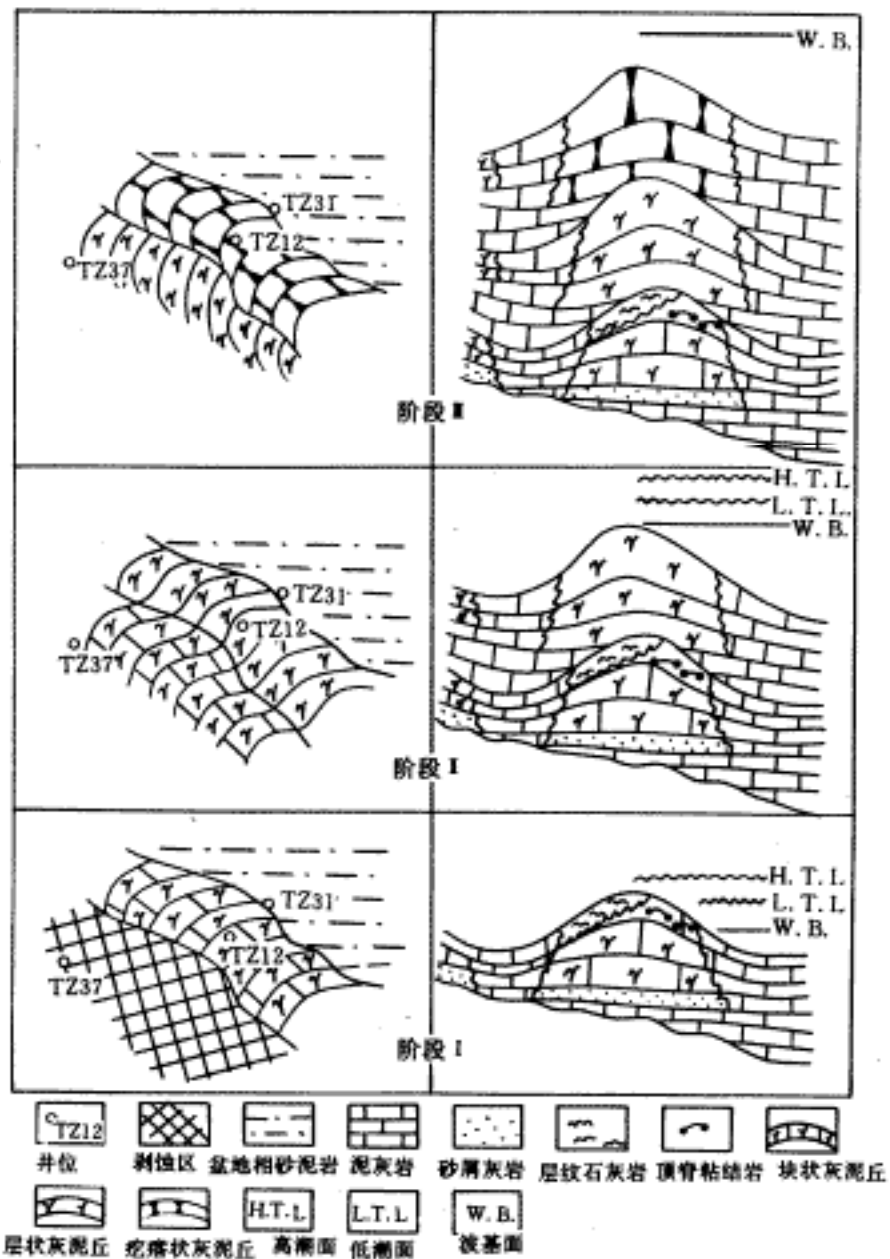 W. B.
TZ31
TZ12
TZ37
阶段 Ⅲ
H. T. L
L. T. L.
W. B.
TZ31
TZ12
TZ37
阶段 Ⅱ
H. T. L
L. T. L
W. B.
TZ31
TZ12
TZ37
阶段 Ⅰ
TZ12
井位 剥蚀区 盆地相砂泥岩 泥灰岩 砂屑灰岩 层纹石灰岩 顶脊粘结岩 块状灰泥丘
H.T.L L.T.L W. B.
层状灰泥丘 疙瘩状灰泥丘 高潮面 低潮面 波基面